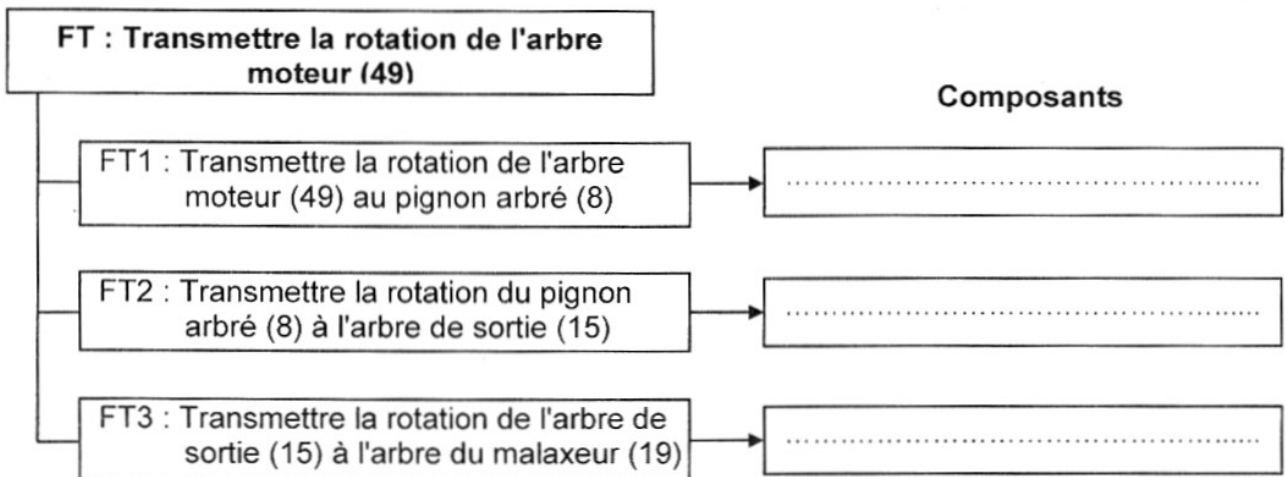 FT : Transmettre la rotation de l'arbre
moteur (49)
Composants
FT1 : Transmettre la rotation de l'arbre
moteur (49) au pignon arbré (8)
................................................................
FT2 : Transmettre la rotation du pignon
arbré (8) à l'arbre de sortie (15)
................................................................
FT3 : Transmettre la rotation de l'arbre de
sortie (15) à l'arbre du malaxeur (19)
................................................................